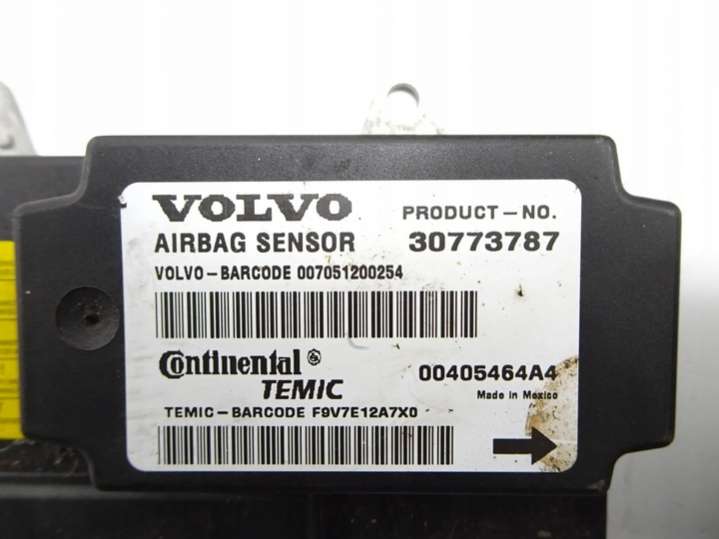 VOLVO PRODUCT-NO.
AIRBAG SENSOR 30773787
VOLVO-BARCODE 007051200254
Continental
TEMIC 00405464A4
Made in Mexico
TEMIC-BARCODE F9V7E12A7X0